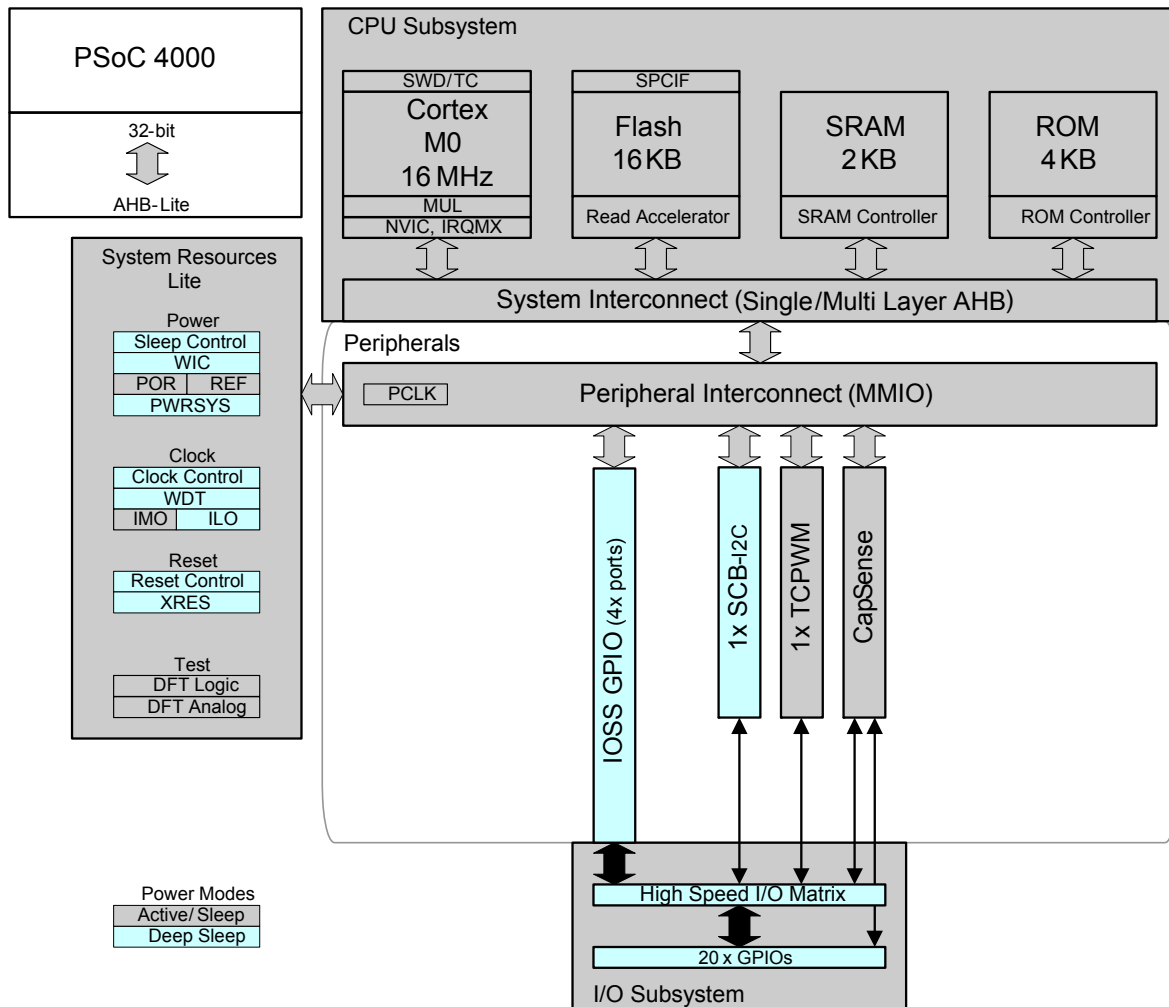 PSoC 4000
32-bit
AHB-Lite
CPU Subsystem
SWD/TC
Cortex
M0
16 MHz
MUL
NVIC, IRQMX
SPCIF
Flash
16 KB
Read Accelerator
SRAM
2 KB
SRAM Controller
ROM
4 KB
ROM Controller
System Interconnect (Single/Multi Layer AHB)
System Resources
Lite
Power
Sleep Control
WIC
POR REF
PWRSYS
Clock
Clock Control
WDT
IMO ILO
Reset
Reset Control
XRES
Test
DFT Logic
DFT Analog
Peripherals
PCLK
Peripheral Interconnect (MMIO)
IOSS GPIO (4x ports)
1x SCB-I2C
1x TCPWM
CapSense
High Speed I/O Matrix
20 x GPIOs
I/O Subsystem
Power Modes
Active/ Sleep
Deep Sleep